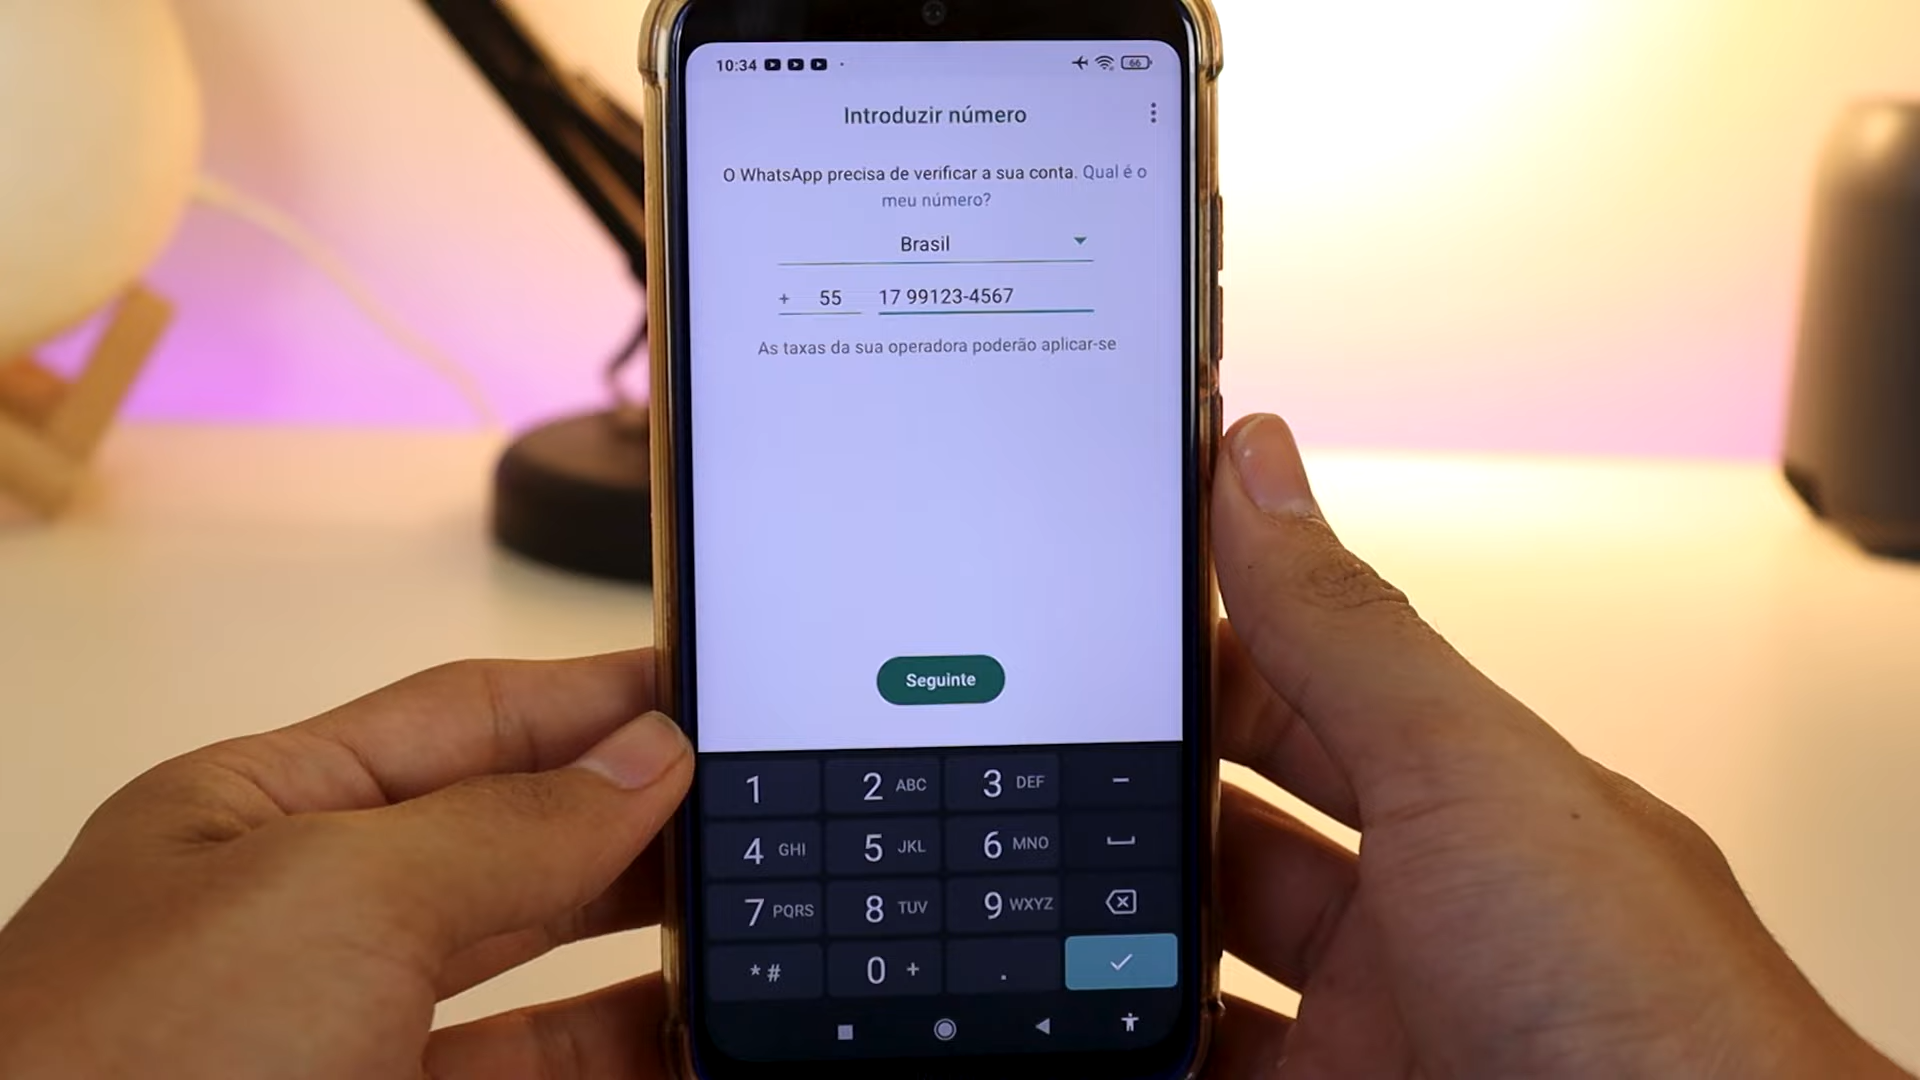 10:34 66
Introduzir número
O WhatsApp precisa de verificar a sua conta. Qual é o
meu número?
Brasil
+ 55 17 99123-4567
As taxas da sua operadora poderão aplicar-se
Seguinte
1 2 ABC 3 DEF -
4 GHI 5 JKL 6 MNO
7 PQRS 8 TUV 9 WXYZ
*# 0 + .